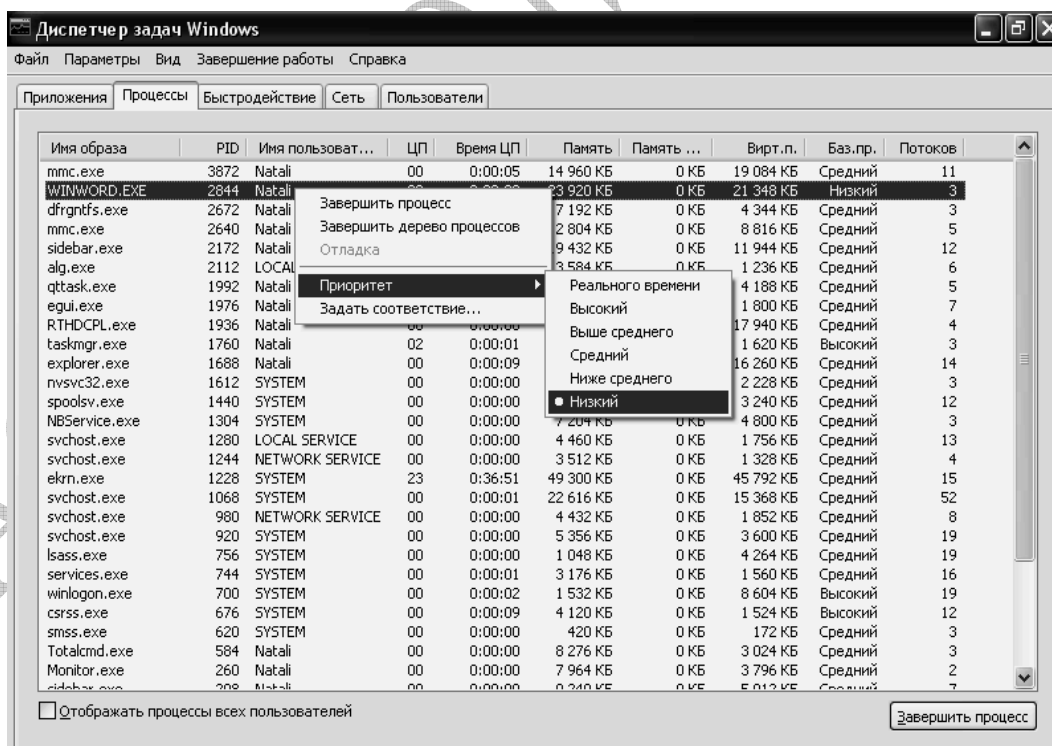 Диспетчер задач Windows
Файл Параметры Вид Завершение работы Справка
Приложения Процессы Быстродействие Сеть Пользователи
Имя образа PID Имя пользоват... ЦП Время ЦП Память Память ... Вирт.п. Баз.пр. Потоков
mmc.exe 3872 Natali 00 0:00:05 14 960 КБ 0 КБ 19 084 КБ Средний 11
WINWORD.EXE 2844 Natali 23 920 КБ 0 КБ 21 348 КБ Низкий 3
dfrgntfs.exe 2672 Natali 7 192 КБ 0 КБ 4 344 КБ Средний 3
mmc.exe 2640 Natali 2 804 КБ 0 КБ 8 816 КБ Средний 5
sidebar.exe 2172 Natali 9 432 КБ 0 КБ 11 944 КБ Средний 12
alg.exe 2112 LOCAL 3 584 КБ 0 КБ 1 236 КБ Средний 6
qttask.exe 1992 Natali 4 188 КБ Средний 5
egui.exe 1976 Natali 1 800 КБ Средний 7
RTHDCPL.exe 1936 Natali 00 0:00:00 17 940 КБ Средний 4
taskmgr.exe 1760 Natali 02 0:00:01 1 620 КБ Высокий 3
explorer.exe 1688 Natali 00 0:00:09 16 260 КБ Средний 14
nvsvc32.exe 1612 SYSTEM 00 0:00:00 2 228 КБ Средний 3
spoolsv.exe 1440 SYSTEM 00 0:00:00 3 240 КБ Средний 12
NBService.exe 1304 SYSTEM 00 0:00:00 7 204 КБ 0 КБ 4 800 КБ Средний 3
svchost.exe 1280 LOCAL SERVICE 00 0:00:00 4 460 КБ 0 КБ 1 756 КБ Средний 13
svchost.exe 1244 NETWORK SERVICE 00 0:00:00 3 512 КБ 0 КБ 1 328 КБ Средний 4
ekrn.exe 1228 SYSTEM 23 0:36:51 49 300 КБ 0 КБ 45 792 КБ Средний 15
svchost.exe 1068 SYSTEM 00 0:00:01 22 616 КБ 0 КБ 15 368 КБ Средний 52
svchost.exe 980 NETWORK SERVICE 00 0:00:00 4 432 КБ 0 КБ 1 852 КБ Средний 8
svchost.exe 920 SYSTEM 00 0:00:00 5 356 КБ 0 КБ 3 600 КБ Средний 19
lsass.exe 756 SYSTEM 00 0:00:00 1 048 КБ 0 КБ 4 264 КБ Средний 19
services.exe 744 SYSTEM 00 0:00:01 3 176 КБ 0 КБ 1 560 КБ Средний 16
winlogon.exe 700 SYSTEM 00 0:00:02 1 532 КБ 0 КБ 8 604 КБ Высокий 19
csrss.exe 676 SYSTEM 00 0:00:09 4 120 КБ 0 КБ 1 524 КБ Высокий 12
smss.exe 620 SYSTEM 00 0:00:00 420 КБ 0 КБ 172 КБ Средний 3
Totalcmd.exe 584 Natali 00 0:00:00 8 276 КБ 0 КБ 3 024 КБ Средний 3
Monitor.exe 260 Natali 00 0:00:00 7 964 КБ 0 КБ 3 796 КБ Средний 2
Завершить процесс
Завершить дерево процессов
Отладка
Приоритет
Задать соответство...
Реального времени
Высокий
Выше среднего
Средний
Ниже среднего
Низкий
Отображать процессы всех пользователей
Завершить процесс